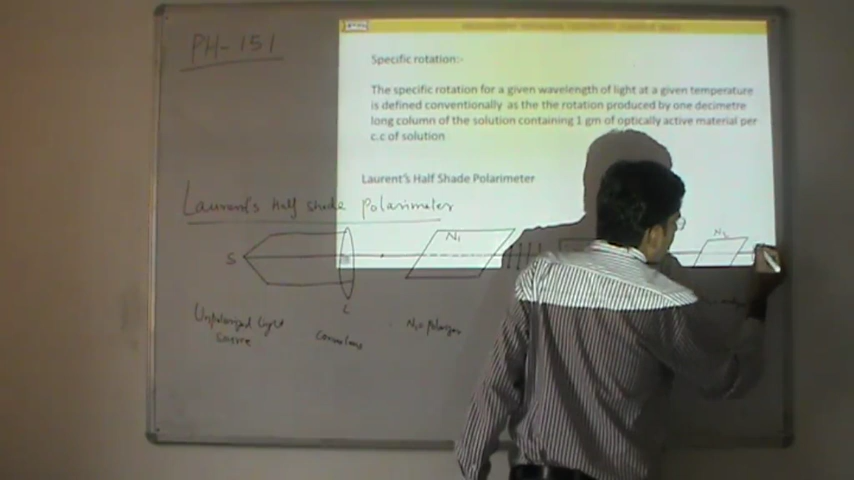 PH-151
Specific rotation:-
The specific rotation for a given wavelength of light at a given temperature
is defined conventionally as the the rotation produced by one decimetre
long column of the solution containing 1 gm of optically active material per
c.c of solution
Laurent's Half Shade Polarimeter
Laurent's half shade polarimeter
S
N₁
N₂
L
Unpolarized light
source
Convex lens